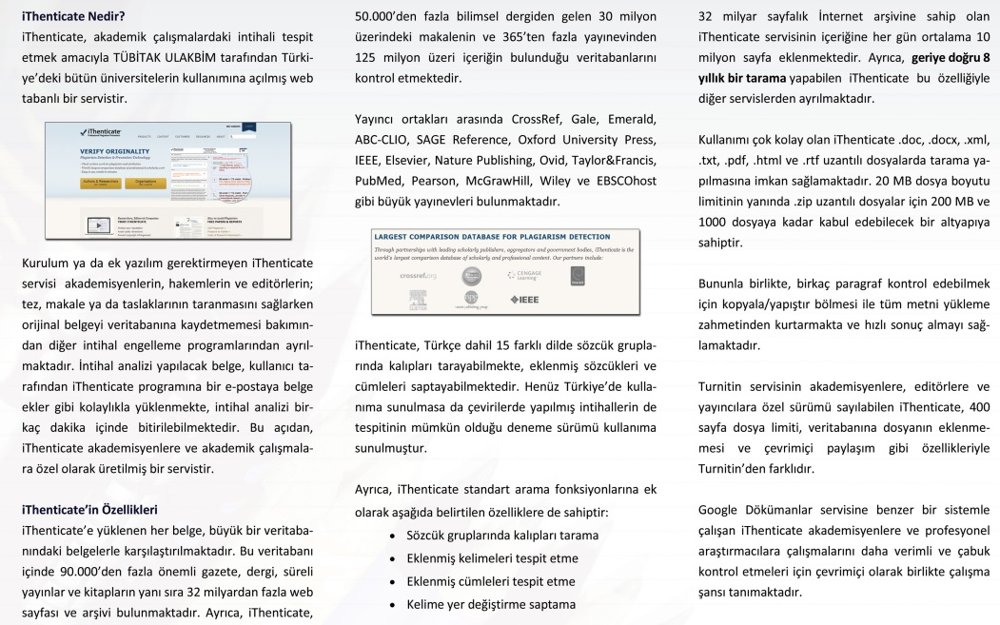 iThenticate Nedir?
iThenticate, akademik çalışmalardaki intihali tespit
etmek amacıyla TÜBİTAK ULAKBİM tarafından Türki-
ye’deki bütün üniversitelerin kullanımına açılmış web
tabanlı bir servistir.
iThenticate
VERIFY ORIGINALITY
Plagiarism Detection & Prevention Technology
Kurulum ya da ek yazılım gerektirmeyen iThenticate
servisi akademisyenlerin, hakemlerin ve editörlerin;
tez, makale ya da taslaklarının taranmasını sağlarken
orijinal belgeyi veritabanına kaydetmemesi bakımın-
dan diğer intihal engelleme programlarından ayrıl-
maktadır. İntihal analizi yapılacak belge, kullanıcı ta-
rafından iThenticate programına bir e-postaya belge
ekler gibi kolaylıkla yüklenmekte, intihal analizi bir-
kaç dakika içinde bitirilebilmektedir. Bu açıdan,
iThenticate akademisyenlere ve akademik çalışmala-
ra özel olarak üretilmiş bir servistir.
iThenticate’in Özellikleri
iThenticate’e yüklenen her belge, büyük bir veritaba-
nındaki belgelerle karşılaştırılmaktadır. Bu veritabanı
içinde 90.000’den fazla önemli gazete, dergi, süreli
yayınlar ve kitapların yanı sıra 32 milyardan fazla web
sayfası ve arşivi bulunmaktadır. Ayrıca, iThenticate,
50.000’den fazla bilimsel dergiden gelen 30 milyon
üzerindeki makalenin ve 365’ten fazla yayınevinden
125 milyon üzeri içeriğin bulunduğu veritabanlarını
kontrol etmektedir.
Yayıncı ortakları arasında CrossRef, Gale, Emerald,
ABC-CLIO, SAGE Reference, Oxford University Press,
IEEE, Elsevier, Nature Publishing, Ovid, Taylor&Francis,
PubMed, Pearson, McGrawHill, Wiley ve EBSCOhost
gibi büyük yayınevleri bulunmaktadır.
LARGEST COMPARISON DATABASE FOR PLAGIARISM DETECTION
Through partnerships with leading scholarly publishers, aggregators and government bodies, iThenticate is the
world's largest comparison database of scholarly and professional content. Our partners include:
crossref.org
CENGAGE
Learning
ELSEVIER
nature publishing group
IEEE
iThenticate, Türkçe dahil 15 farklı dilde sözcük grupla-
rında kalıpları tarayabilmekte, eklenmiş sözcükleri ve
cümleleri saptayabilmektedir. Henüz Türkiye’de kulla-
nıma sunulmasa da çevirilerde yapılmış intihallerin de
tespitinin mümkün olduğu deneme sürümü kullanıma
sunulmuştur.
Ayrıca, iThenticate standart arama fonksiyonlarına ek
olarak aşağıda belirtilen özelliklere de sahiptir:
• Sözcük gruplarında kalıpları tarama
• Eklenmiş kelimeleri tespit etme
• Eklenmiş cümleleri tespit etme
• Kelime yer değiştirme saptama
32 milyar sayfalık İnternet arşivine sahip olan
iThenticate servisinin içeriğine her gün ortalama 10
milyon sayfa eklenmektedir. Ayrıca, geriye doğru 8
yıllık bir tarama yapabilen iThenticate bu özelliğiyle
diğer servislerden ayrılmaktadır.
Kullanımı çok kolay olan iThenticate .doc, .docx, .xml,
.txt, .pdf, .html ve .rtf uzantılı dosyalarda tarama ya-
pılmasına imkan sağlamaktadır. 20 MB dosya boyutu
limitinin yanında .zip uzantılı dosyalar için 200 MB ve
1000 dosyaya kadar kabul edebilecek bir altyapıya
sahiptir.
Bununla birlikte, birkaç paragraf kontrol edebilmek
için kopyala/yapıştır bölmesi ile tüm metni yükleme
zahmetinden kurtarmakta ve hızlı sonuç almayı sağ-
lamaktadır.
Turnitin servisinin akademisyenlere, editörlere ve
yayıncılara özel sürümü sayılabilen iThenticate, 400
sayfa dosya limiti, veritabanına dosyanın eklenme-
mesi ve çevrimiçi paylaşım gibi özellikleriyle
Turnitin’den farklıdır.
Google Dökümanlar servisine benzer bir sistemle
çalışan iThenticate akademisyenlere ve profesyonel
araştırmacılara çalışmalarını daha verimli ve çabuk
kontrol etmeleri için çevrimiçi olarak birlikte çalışma
şansı tanımaktadır.